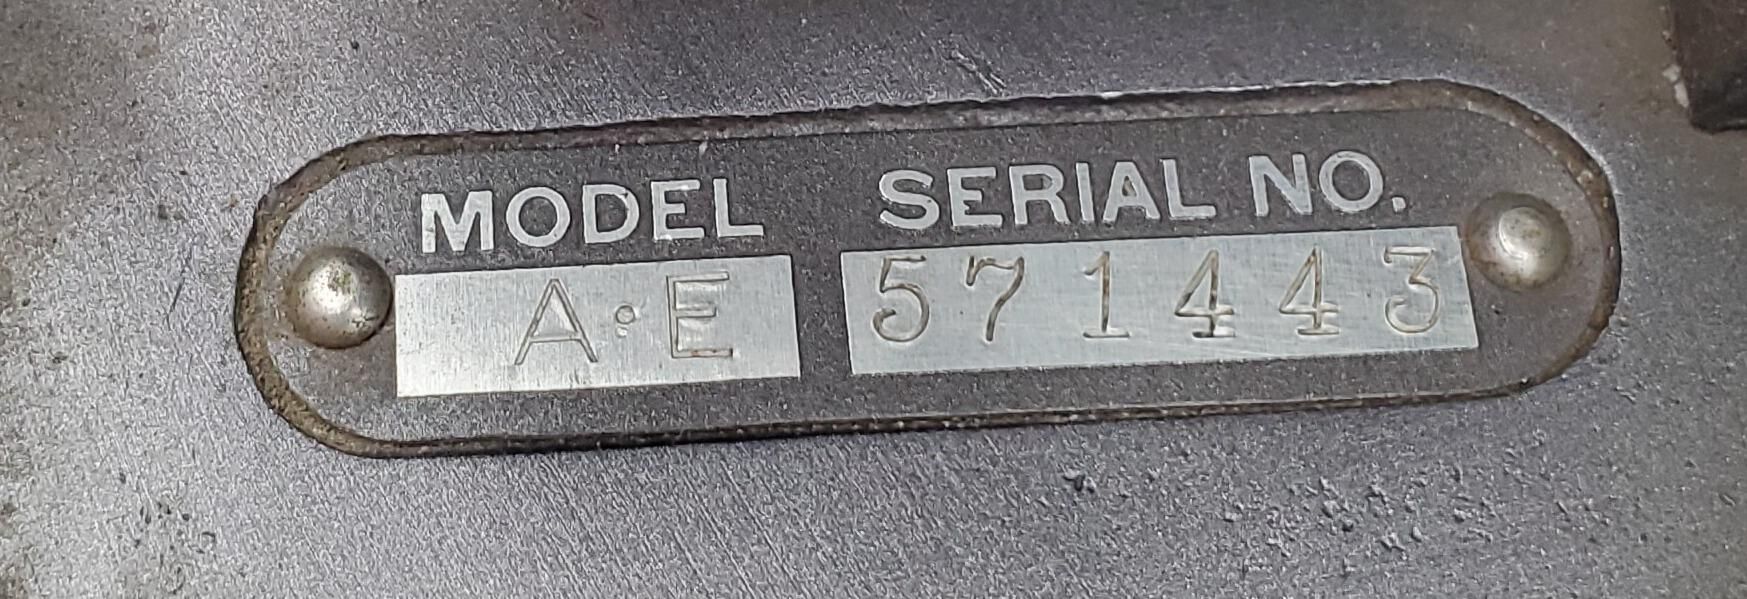 MODEL SERIAL NO.
A·E 571443